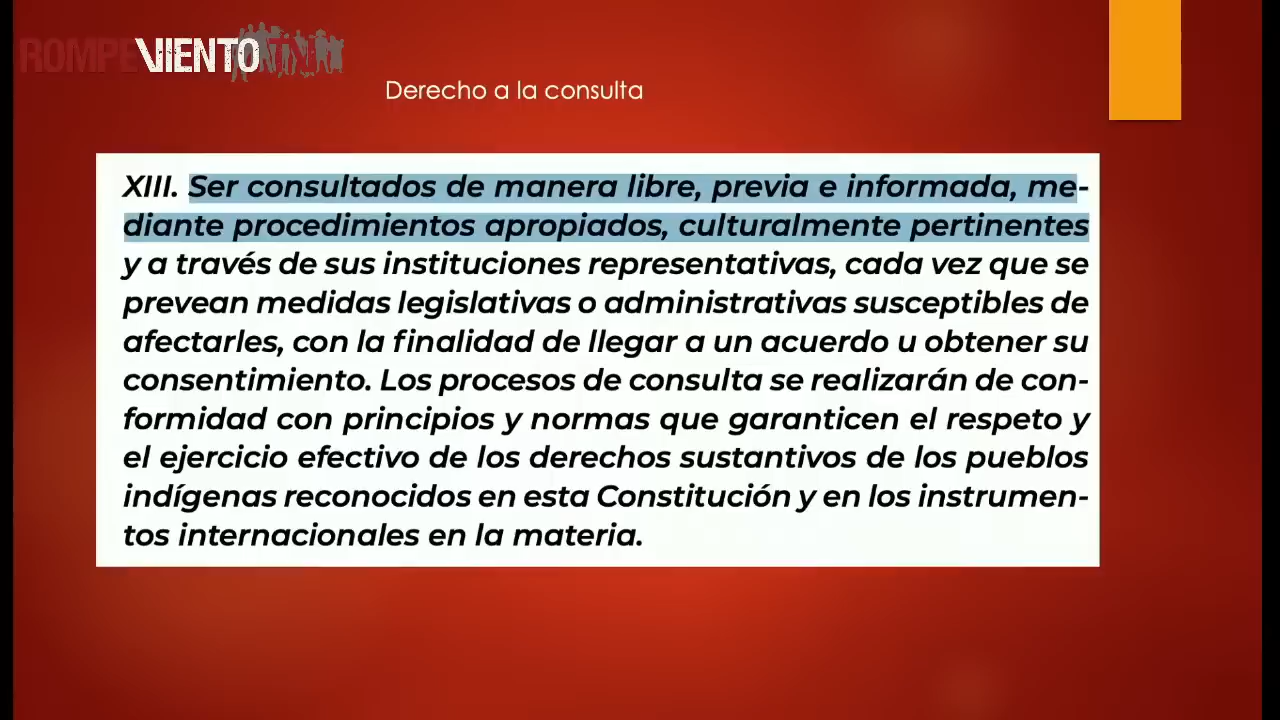 ROMPEVIENTO TV
Derecho a la consulta
XIII. Ser consultados de manera libre, previa e informada, me-
diante procedimientos apropiados, culturalmente pertinentes
y a través de sus instituciones representativas, cada vez que se
prevean medidas legislativas o administrativas susceptibles de
afectarles, con la finalidad de llegar a un acuerdo u obtener su
consentimiento. Los procesos de consulta se realizarán de con-
formidad con principios y normas que garanticen el respeto y
el ejercicio efectivo de los derechos sustantivos de los pueblos
indígenas reconocidos en esta Constitución y en los instrumen-
tos internacionales en la materia.